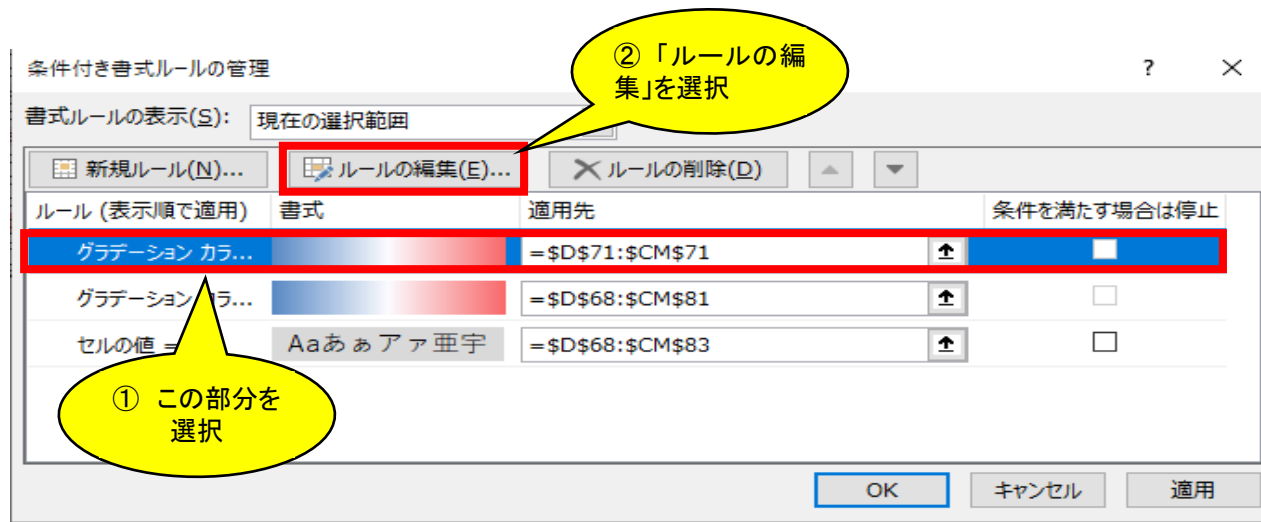 ② 「ルールの編
集」を選択
条件付き書式ルールの管理 ? ×
書式ルールの表示(S): 現在の選択範囲
新規ルール(N)... ルールの編集(E)... ルールの削除(D)
ルール (表示順で適用) 書式 適用先 条件を満たす場合は停止
グラデーション カラ... =$D$71:$CM$71
グラデーション カラ... =$D$68:$CM$81
セルの値 = Aaあぁアァ亜宇 =$D$68:$CM$83
① この部分を
選択
OK キャンセル 適用